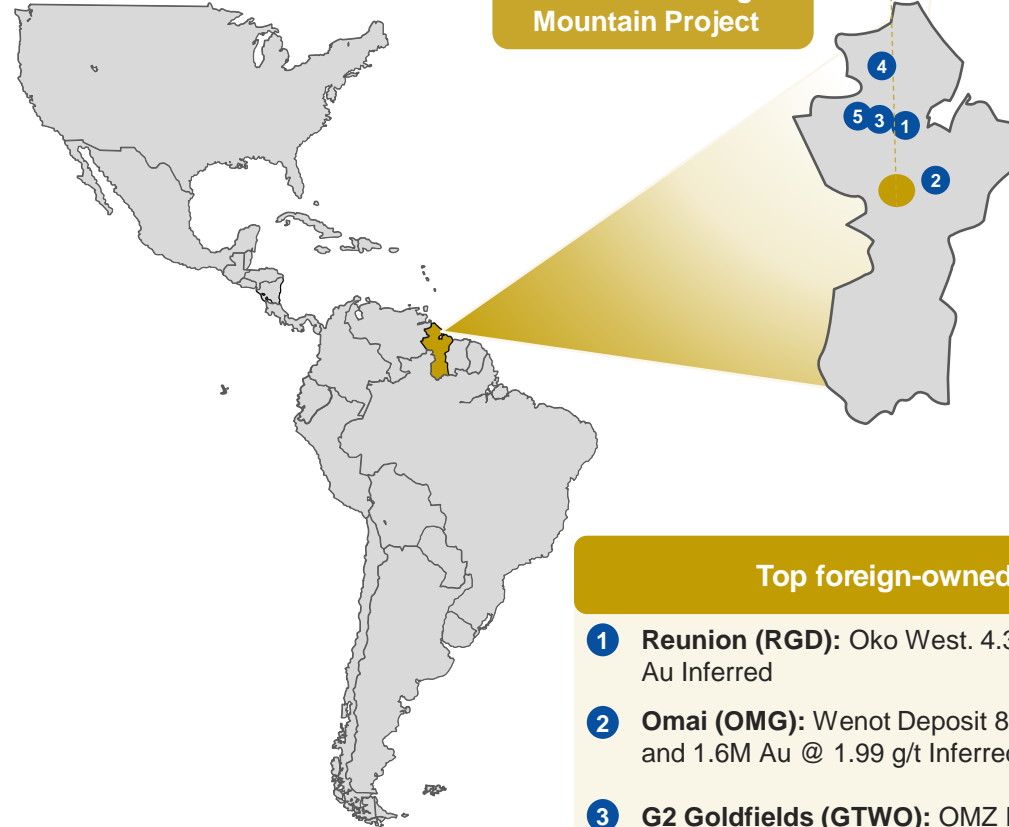 Mountain Project
4
5
3
1
2
Top foreign-owned
1 Reunion (RGD): Oko West. 4.3
Au Inferred
2 Omai (OMG): Wenot Deposit 8
and 1.6M Au @ 1.99 g/t Inferred
3 G2 Goldfields (GTWO): OMZ